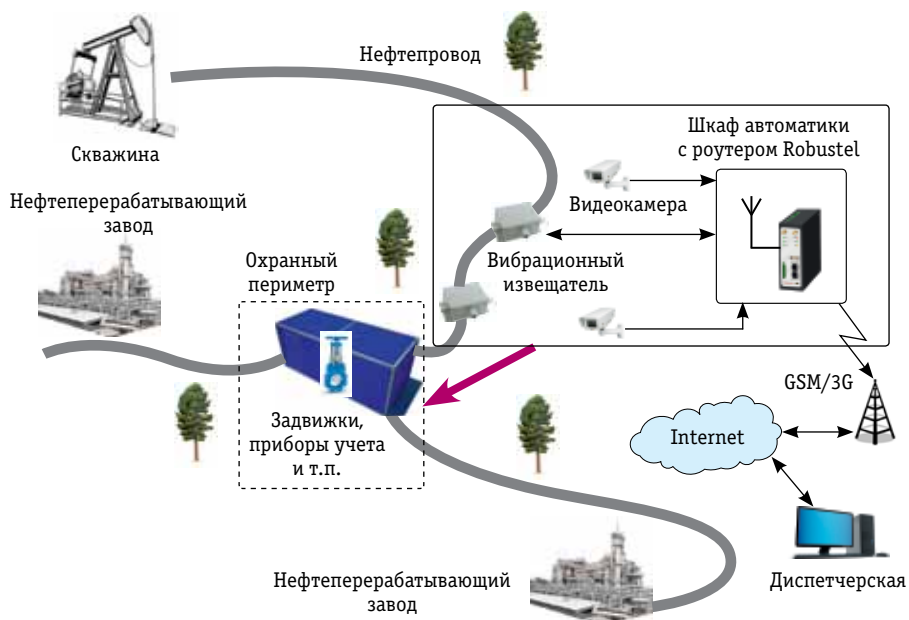 Нефтепровод
Скважина
Шкаф автоматики
с роутером Robustel
Нефтеперерабатывающий
завод
Видеокамера
Охранный
периметр
Вибрационный
извещатель
GSM/3G
Задвижки,
приборы учета
и т.п.
Internet
Нефтеперерабатывающий
завод
Диспетчерская